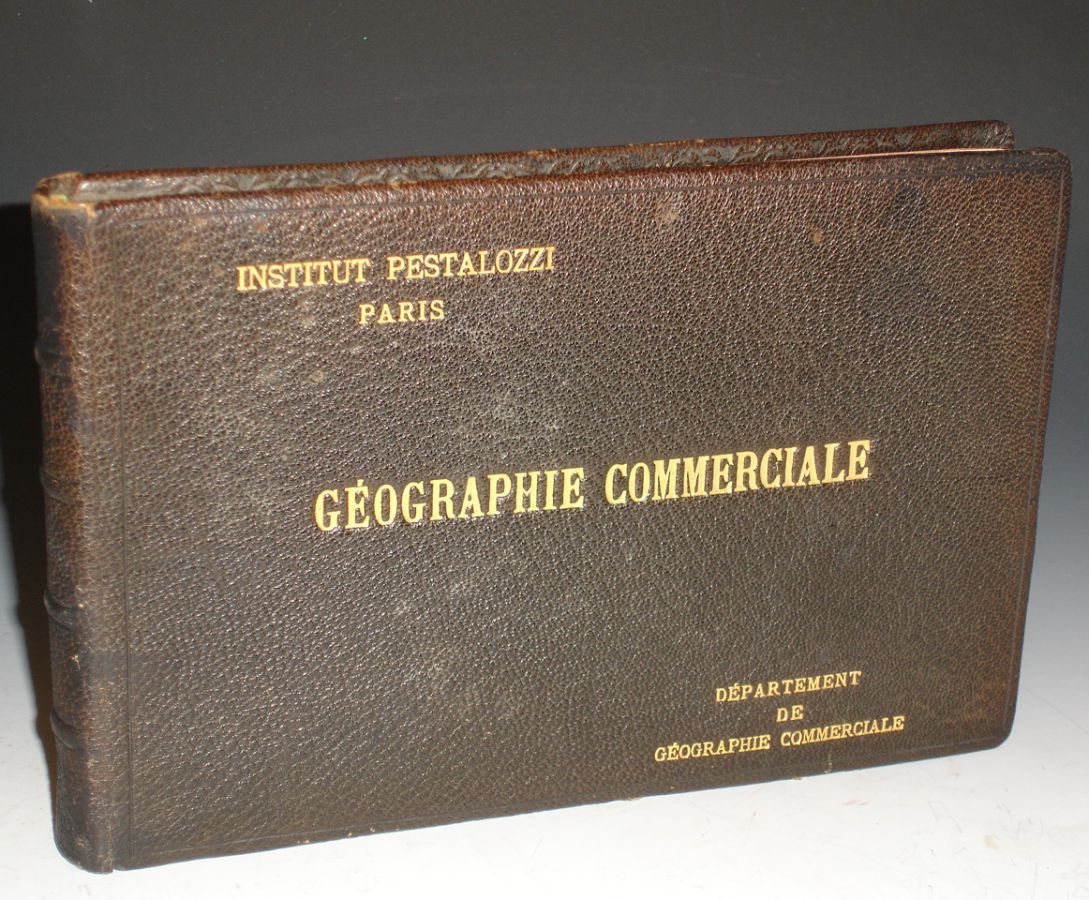 INSTITUT PESTALOZZI
PARIS
GÉOGRAPHIE COMMERCIALE
DÉPARTEMENT
DE
GÉOGRAPHIE COMMERCIALE